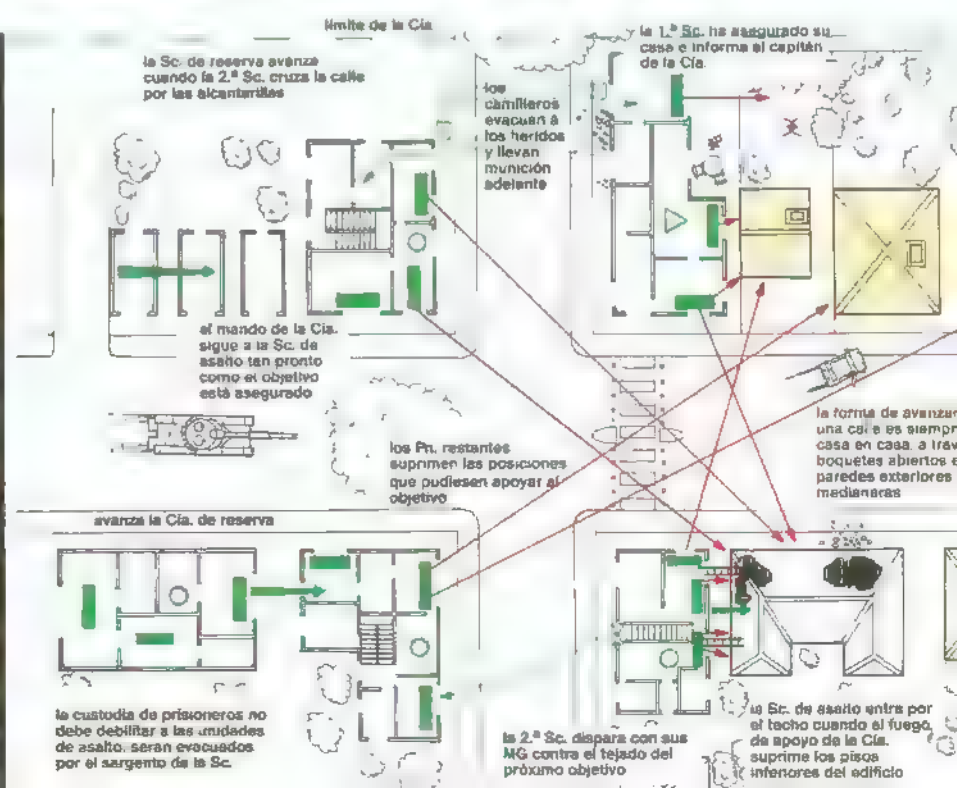 límite de la Cía
la Sc. de reserva avanza
cuando la 2.ª Sc. cruza la calle
por las alcantarillas
la 1.ª Sc. ha asegurado su
casa e informa al capitán
de la Cía.
los
camilleros
evacuan a
los heridos
y llevan
munición
adelante
el mando de la Cía.
sigue a la Sc. de
asalto tan pronto
como el objetivo
está asegurado
los Pn. restantes
suprimen las posiciones
que pudiesen apoyar al
objetivo
la forma de avanzar
una calle es siempr
casa en casa, a trav
boquetes abiertos e
paredes exteriores
medianeras
avanza la Cía. de reserva
la custodia de prisioneros no
debe debilitar a las unidades
de asalto. seran evacuados
por el sargento de la Sc.
la 2.ª Sc. dispara con sus
MG contra el tejado del
próximo objetivo
la Sc. de asalto entra por
el techo cuando el fuego
de apoyo de la Cía.
suprime los pisos
inferiores del edificio